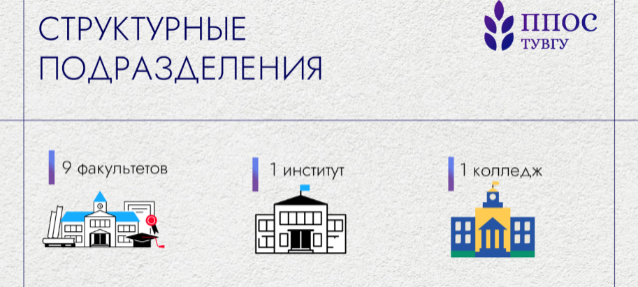 СТРУКТУРНЫЕ
ПОДРАЗДЕЛЕНИЯ
ППОС
ТУВГУ
9 факультетов
1 институт
1 колледж